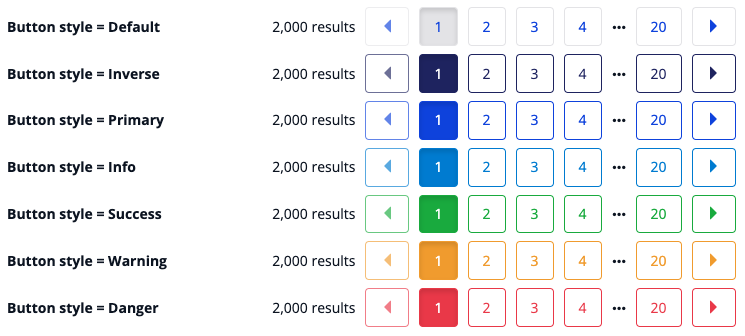 Button style = Default 2,000 results 1 2 3 4 ••• 20
Button style = Inverse 2,000 results 1 2 3 4 ••• 20
Button style = Primary 2,000 results 1 2 3 4 ••• 20
Button style = Info 2,000 results 1 2 3 4 ••• 20
Button style = Success 2,000 results 1 2 3 4 ••• 20
Button style = Warning 2,000 results 1 2 3 4 ••• 20
Button style = Danger 2,000 results 1 2 3 4 ••• 20